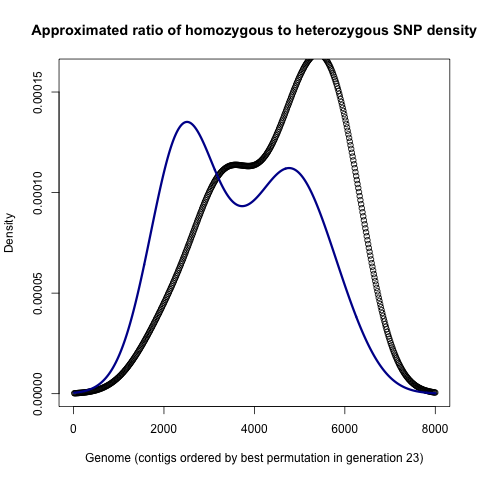 Approximated ratio of homozygous to heterozygous SNP density
0.00015
0.00010
0.00005
0.00000
Density
0 2000 4000 6000 8000
Genome (contigs ordered by best permutation in generation 23)